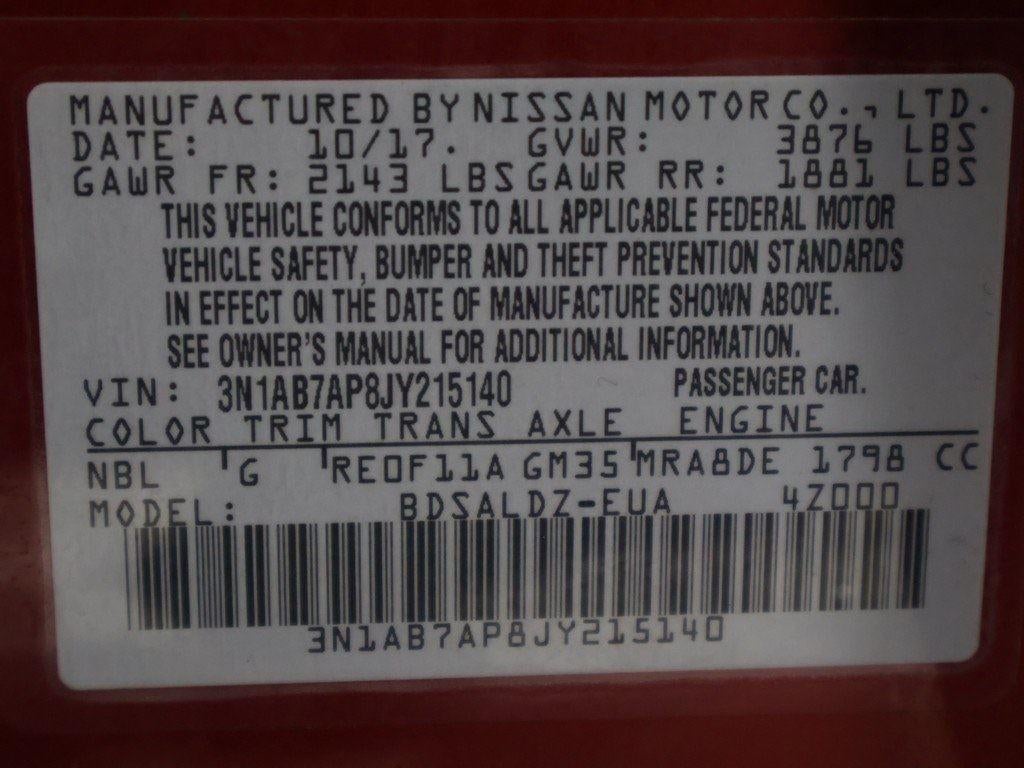 MANUFACTURED BY NISSAN MOTOR CO., LTD.
DATE: 10/17. GVWR: 3876 LBS
GAWR FR: 2143 LBS GAWR RR: 1881 LBS
THIS VEHICLE CONFORMS TO ALL APPLICABLE FEDERAL MOTOR
VEHICLE SAFETY, BUMPER AND THEFT PREVENTION STANDARDS
IN EFFECT ON THE DATE OF MANUFACTURE SHOWN ABOVE.
SEE OWNER'S MANUAL FOR ADDITIONAL INFORMATION.
VIN: 3N1AB7AP8JY215140 PASSENGER CAR.
COLOR TRIM TRANS AXLE ENGINE
NBL G RE0F11A GM35 MRA8DE 1798 CC
MODEL: BDSALDZ-EUA 4Z000
3N1AB7AP8JY215140